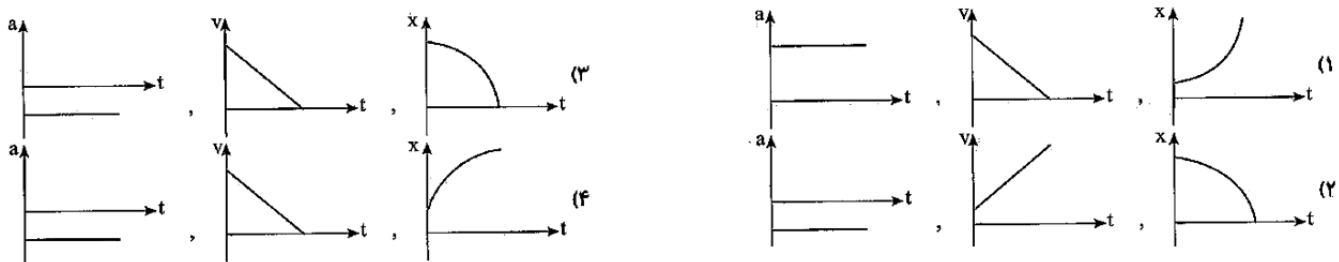 a v x a v x
t (۳ (۱
, t , t t , t , t
a v x a v x
t (۴ t (۲
, t , t , t , t